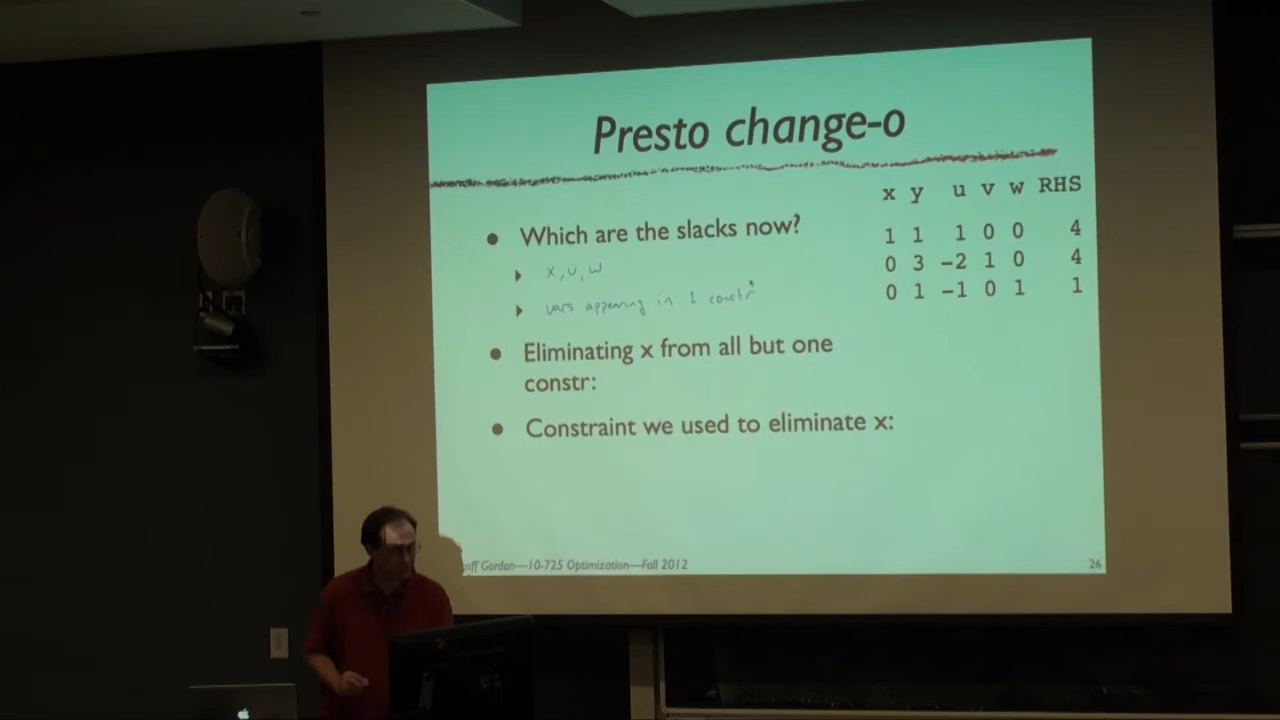 Presto change-o
x y u v w RHS
1 1 1 0 0 4
0 3 -2 1 0 4
0 1 -1 0 1 1
• Which are the slacks now?
x, v, w
vars appearing in 1 constr
• Eliminating x from all but one
constr:
• Constraint we used to eliminate x:
Gordon—10-725 Optimization—Fall 2012
26